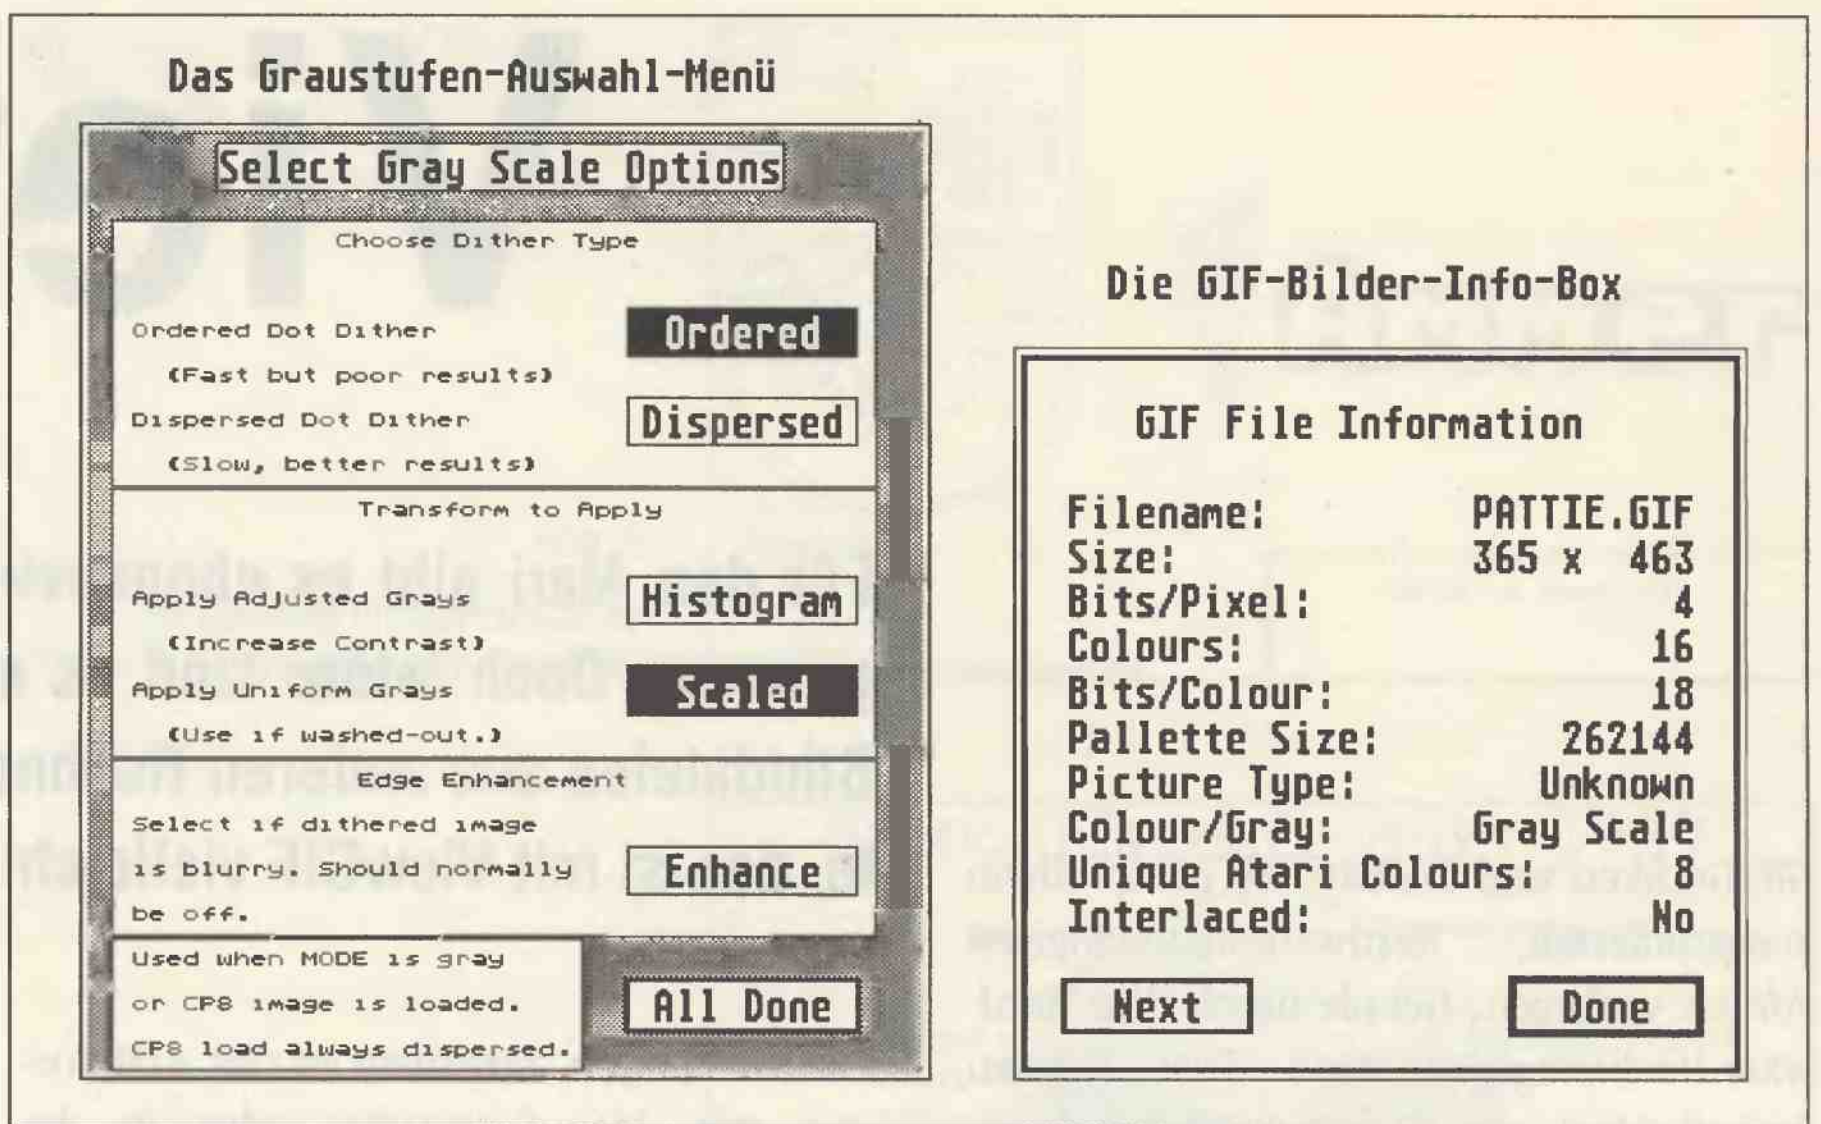 Das Graustufen-Auswahl-Menü
Select Gray Scale Options
Choose Dither Type
Ordered Dot Dither
Ordered
(Fast but poor results)
Dispersed Dot Dither
Dispersed
(Slow, better results)
Transform to Apply
Apply Adjusted Grays
Histogram
(Increase Contrast)
Apply Uniform Grays
Scaled
(Use if washed-out.)
Edge Enhancement
Select if dithered image
is blurry. Should normally
be off.
Enhance
Used when MODE is gray
or CP8 image is loaded.
CP8 load always dispersed.
All Done
Die GIF-Bilder-Info-Box
GIF File Information
Filename: PATTIE.GIF
Size: 365 x 463
Bits/Pixel: 4
Colours: 16
Bits/Colour: 18
Pallette Size: 262144
Picture Type: Unknown
Colour/Gray: Gray Scale
Unique Atari Colours: 8
Interlaced: No
Next
Done